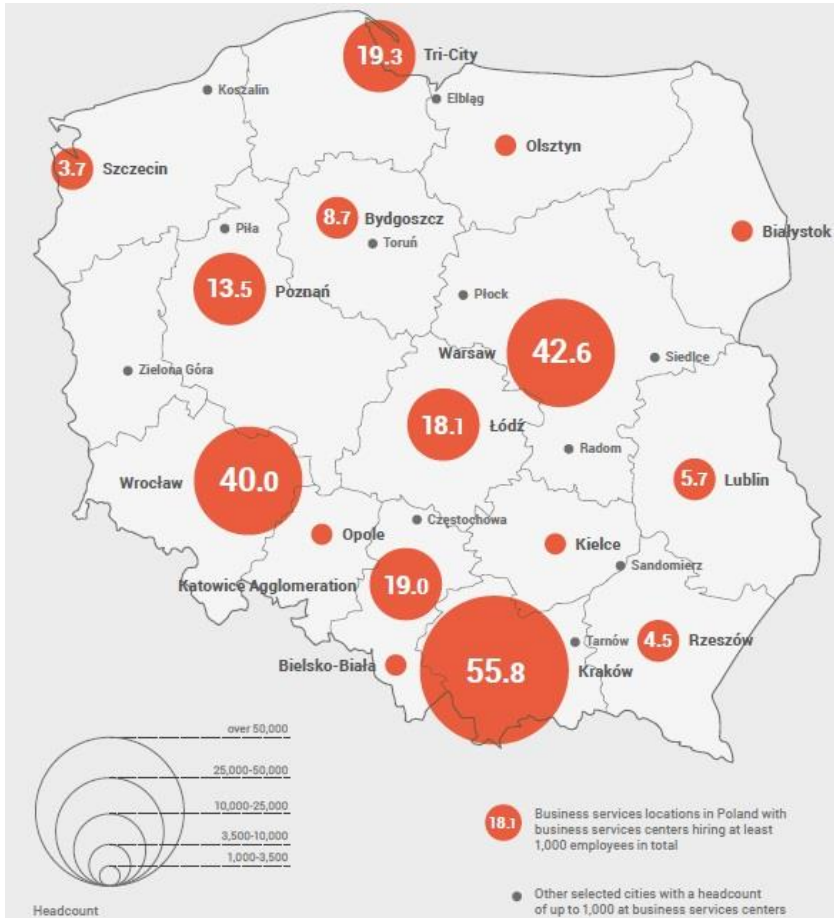 19.3
Tri-City
Koszalin
Elbląg
Olsztyn
3.7
Szczecin
8.7
Bydgoszcz
Białystok
Piła
Toruń
13.5
Poznań
Płock
Warsaw
42.6
Siedlce
Zielona Góra
18.1
Łódź
Radom
Wrocław
40.0
5.7
Lublin
Częstochowa
Opole
Kielce
Sandomierz
Katowice Agglomeration
19.0
Tarnów
4.5
Rzeszów
Bielsko-Biała
55.8
Kraków
over 50,000
25,000-50,000
10,000-25,000
3,500-10,000
1,000-3,500
Headcount
18.1
Business services locations in Poland with
business services centers hiring at least
1,000 employees in total
Other selected cities with a headcount
of up to 1,000 at business services centers